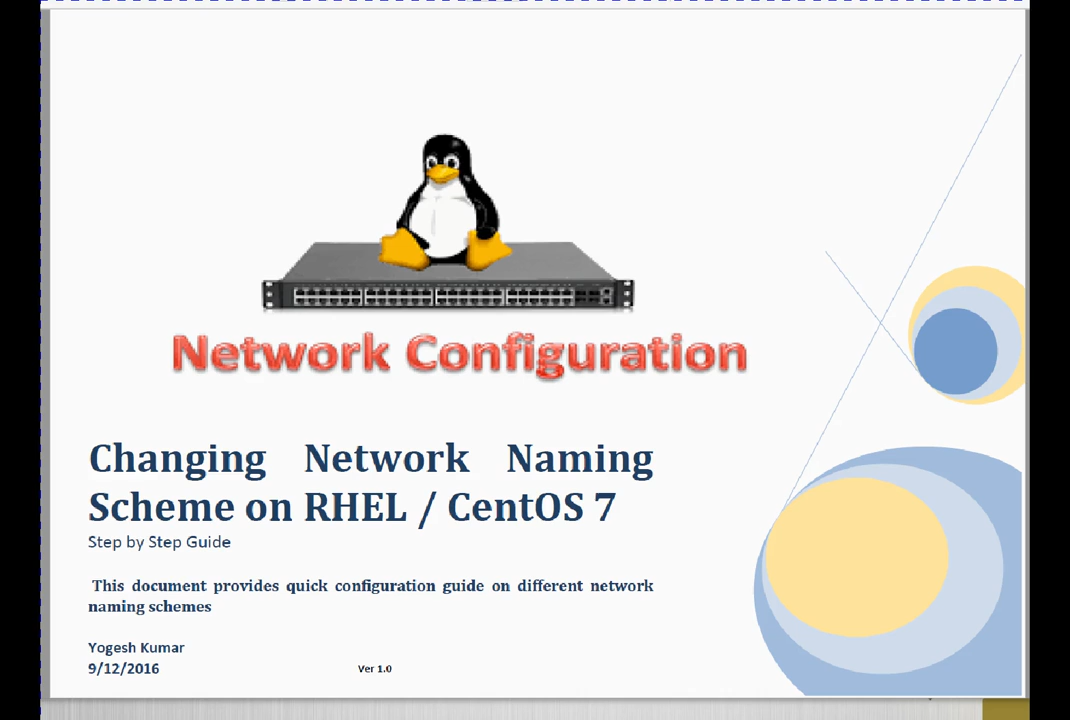 Network Configuration
Changing Network Naming
Scheme on RHEL / CentOS 7
Step by Step Guide
This document provides quick configuration guide on different network
naming schemes
Yogesh Kumar
9/12/2016 Ver 1.0